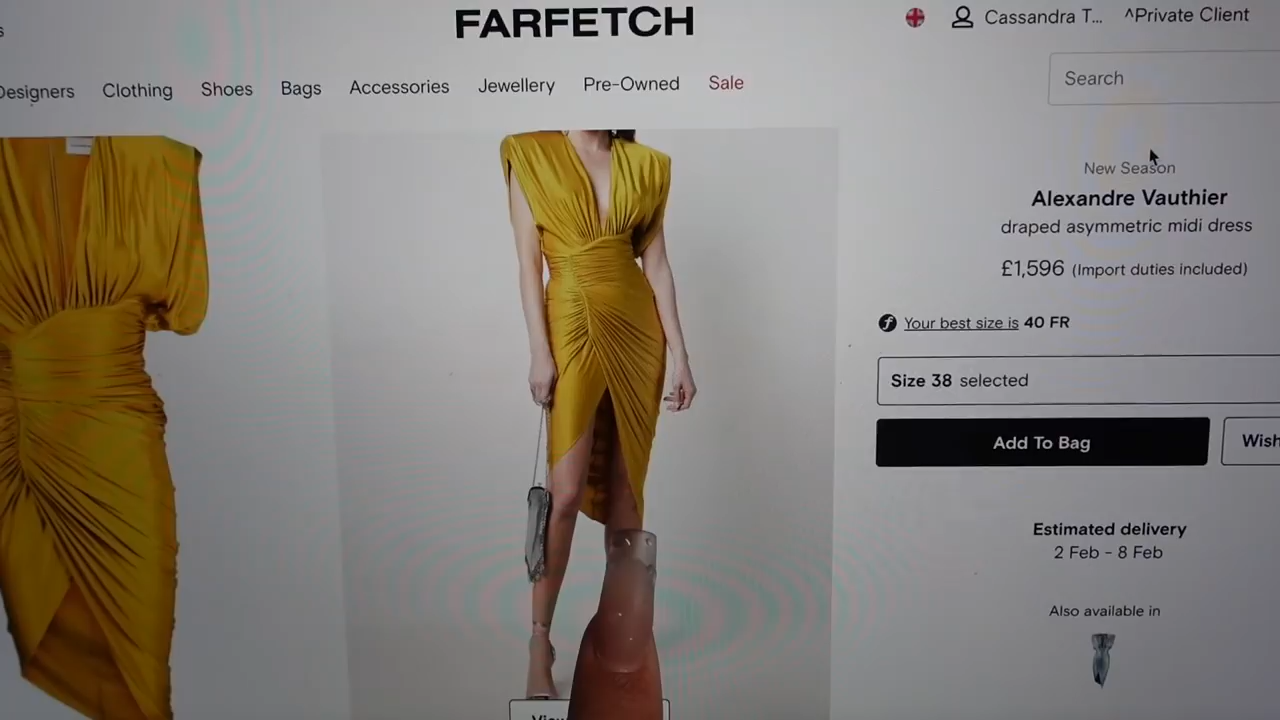 FARFETCH
Cassandra T... ^Private Client
Designers Clothing Shoes Bags Accessories Jewellery Pre-Owned Sale
Search
New Season
Alexandre Vauthier
draped asymmetric midi dress
£1,596 (Import duties included)
Your best size is 40 FR
Size 38 selected
Add To Bag
Wish
Estimated delivery
2 Feb - 8 Feb
Also available in